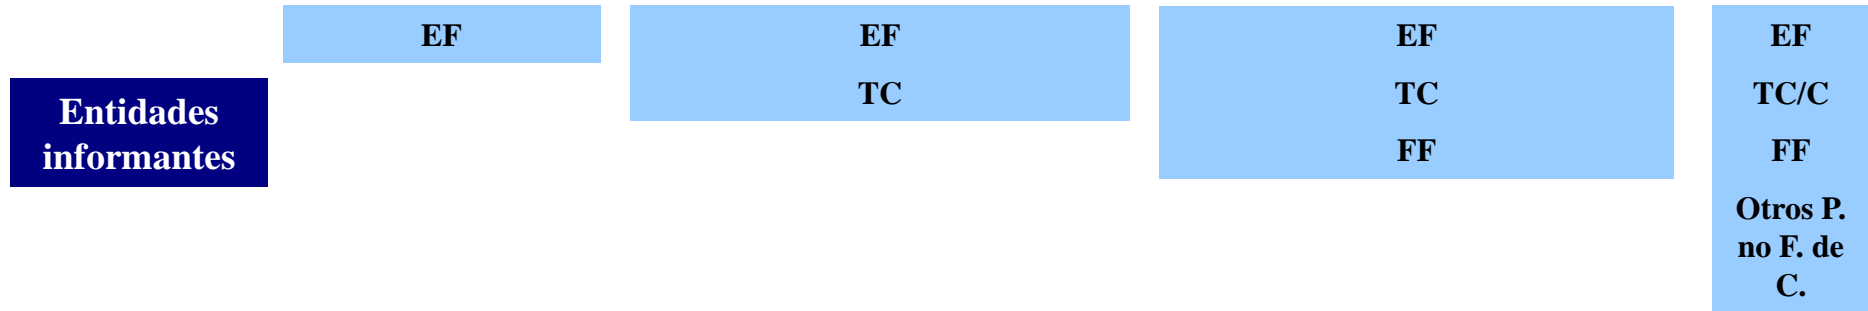 EF
EF
EF
EF
Entidades
informantes
TC
TC
TC/C
FF
FF
Otros P.
no F. de
C.